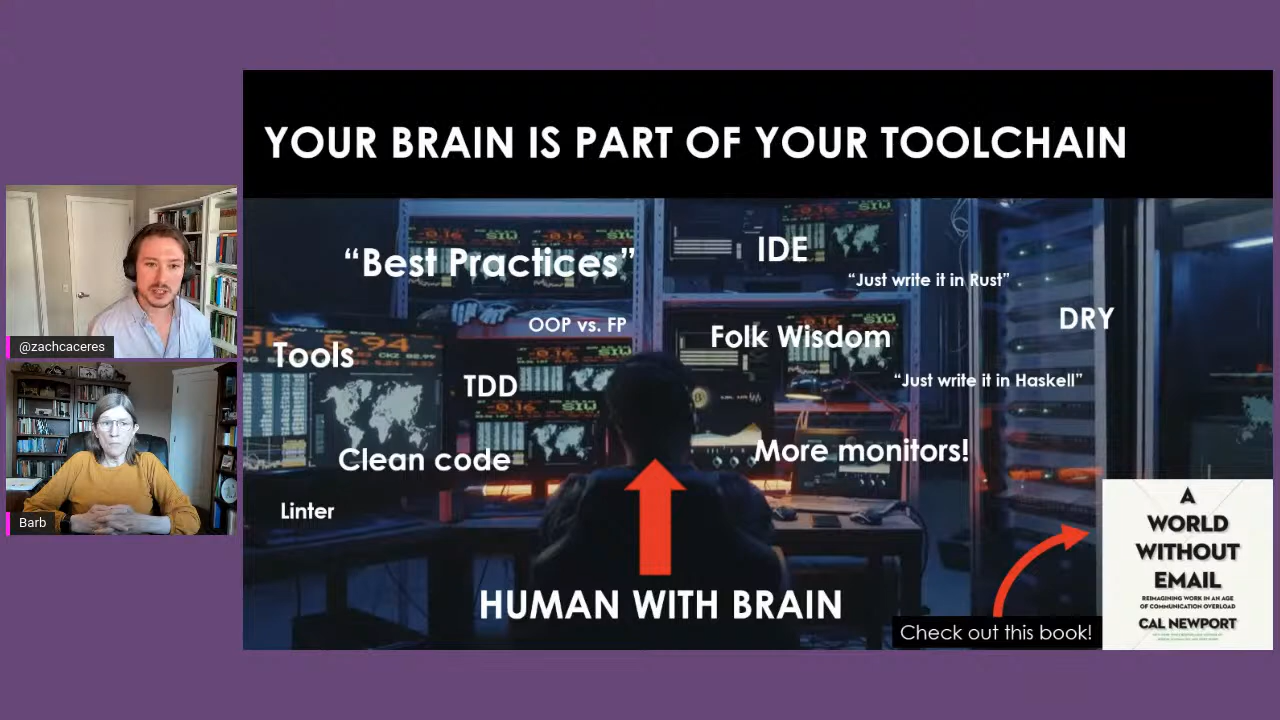 YOUR BRAIN IS PART OF YOUR TOOLCHAIN
“Best Practices”
IDE
“Just write it in Rust”
OOP vs. FP
DRY
Folk Wisdom
Tools
TDD
“Just write it in Haskell”
Clean code
More monitors!
Linter
HUMAN WITH BRAIN
Check out this book!
A
WORLD
WITHOUT
EMAIL
REIMAGINING WORK IN AN AGE
OF COMMUNICATION OVERLOAD
CAL NEWPORT
@zachcaceres
Barb